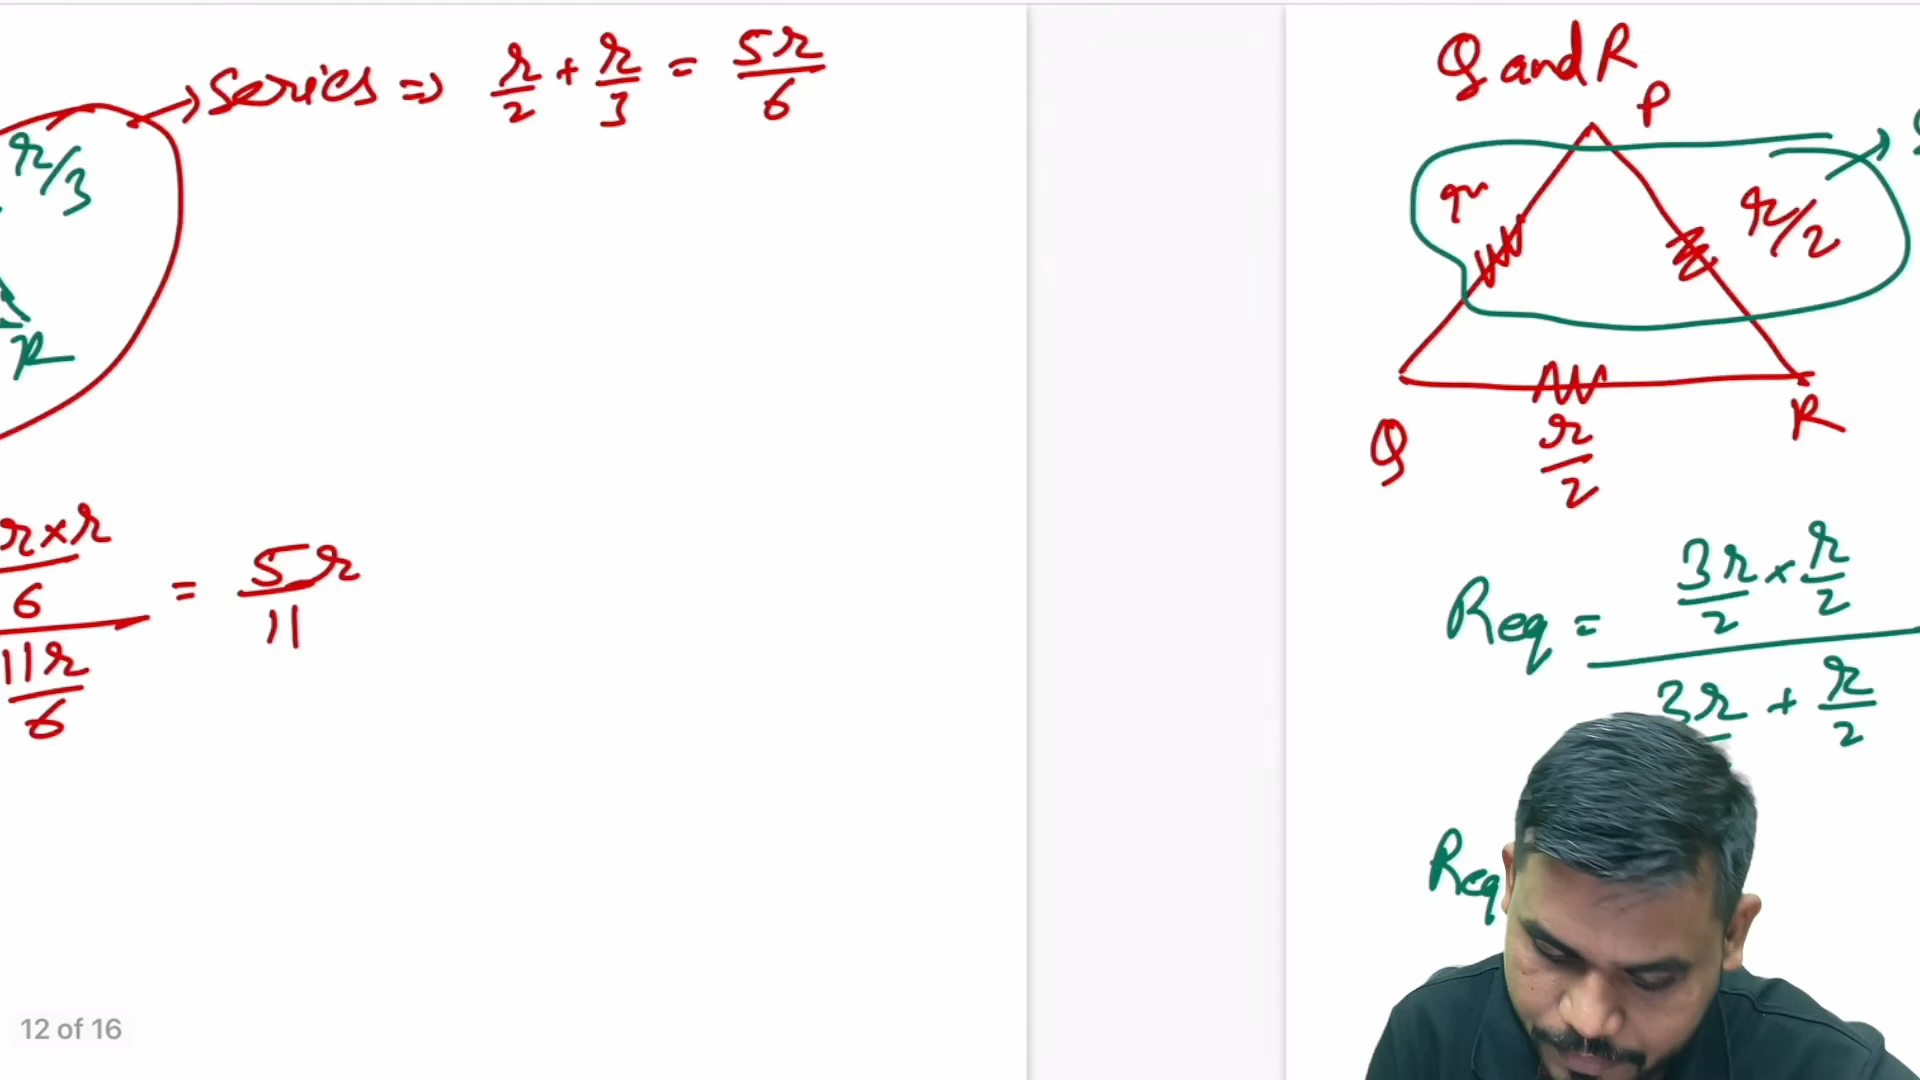 → Series ⇒ r/2 + r/3 = 5r/6
r/3
R
r×r
6
11r/6
= 5r/11
12 of 16
Q and R
P
r
r/2
Q
R
r/2
Req = 3r/2 × r/2
3r + r/2
Req